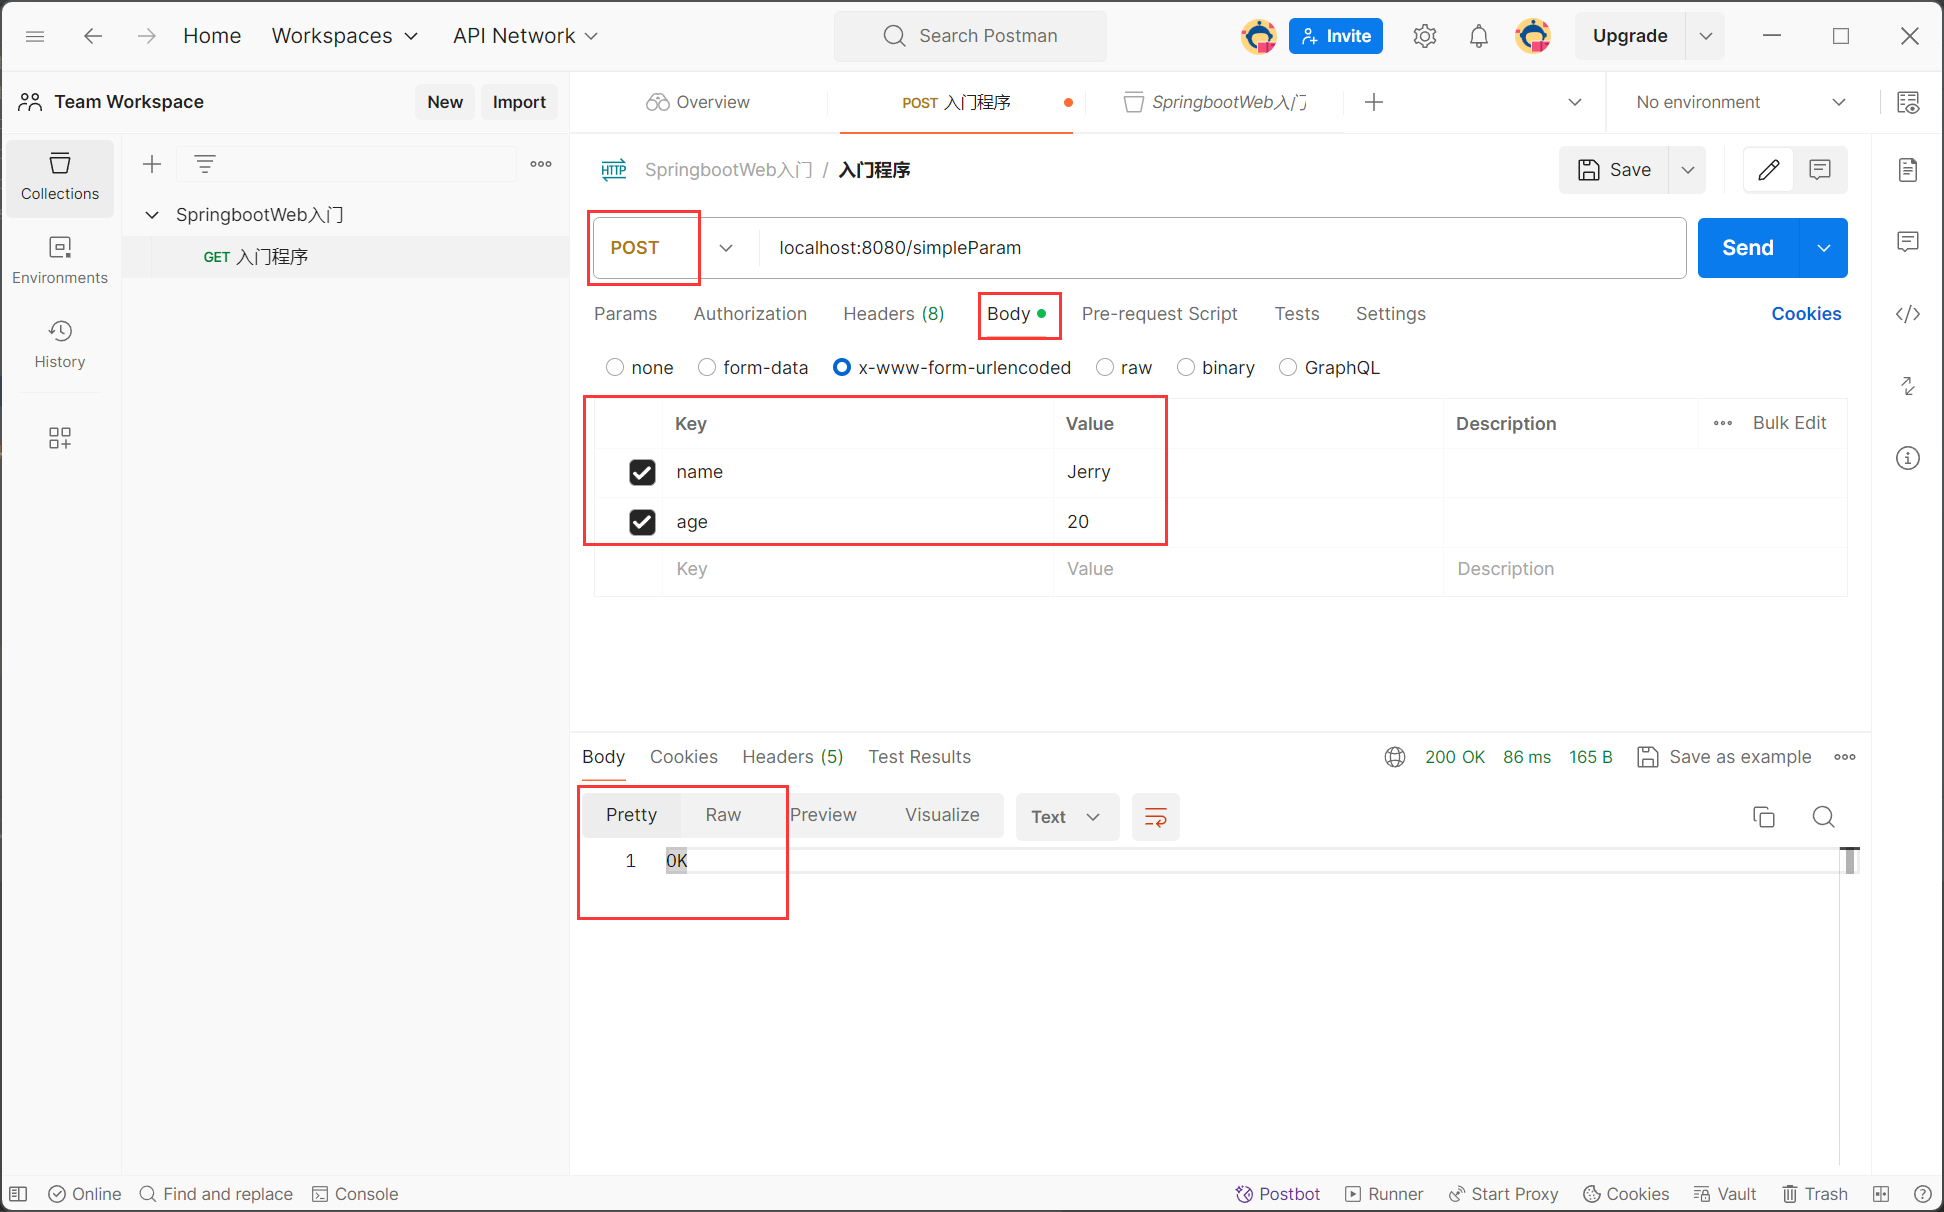 Home Workspaces API Network Search Postman Invite Upgrade
Team Workspace New Import Overview POST 入门程序 SpringbootWeb入门 No environment
Collections
Environments
History
SpringbootWeb入门
GET 入门程序
SpringbootWeb入门 / 入门程序 Save
POST localhost:8080/simpleParam Send
Params Authorization Headers (8) Body Pre-request Script Tests Settings Cookies
none form-data x-www-form-urlencoded raw binary GraphQL
Key Value Description Bulk Edit
name Jerry
age 20
Key Value Description
Body Cookies Headers (5) Test Results 200 OK 86 ms 165 B Save as example
Pretty Raw Preview Visualize Text
1 OK
Online Find and replace Console Postbot Runner Start Proxy Cookies Vault Trash